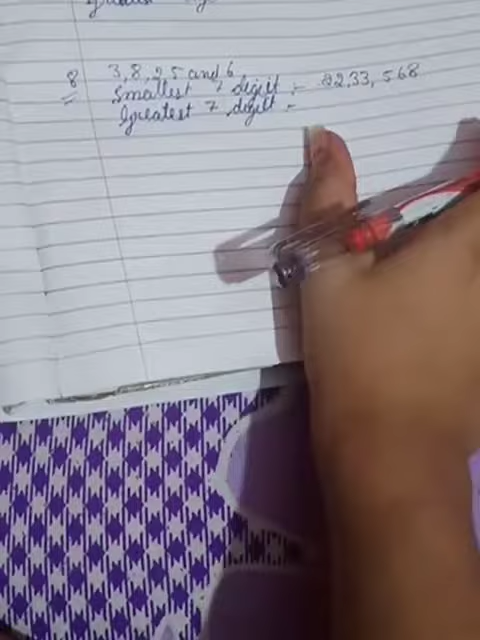 8 3, 8, 2, 5 and 6
Smallest 7 digit :- 22,33,568
Greatest 7 digit :-